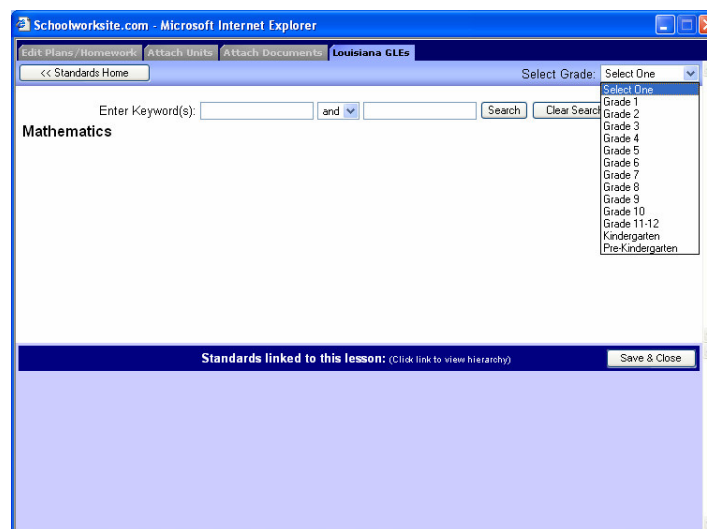 Schoolworksite.com - Microsoft Internet Explorer
Edit Plans/Homework Attach Units Attach Documents Louisiana GLEs
<< Standards Home Select Grade: Select One
Select One
Grade 1
Enter Keyword(s): and Search Clear Search
Grade 2
Grade 3
Mathematics
Grade 4
Grade 5
Grade 6
Grade 7
Grade 8
Grade 9
Grade 10
Grade 11-12
Kindergarten
Pre-Kindergarten
Standards linked to this lesson: (Click link to view hierarchy) Save & Close